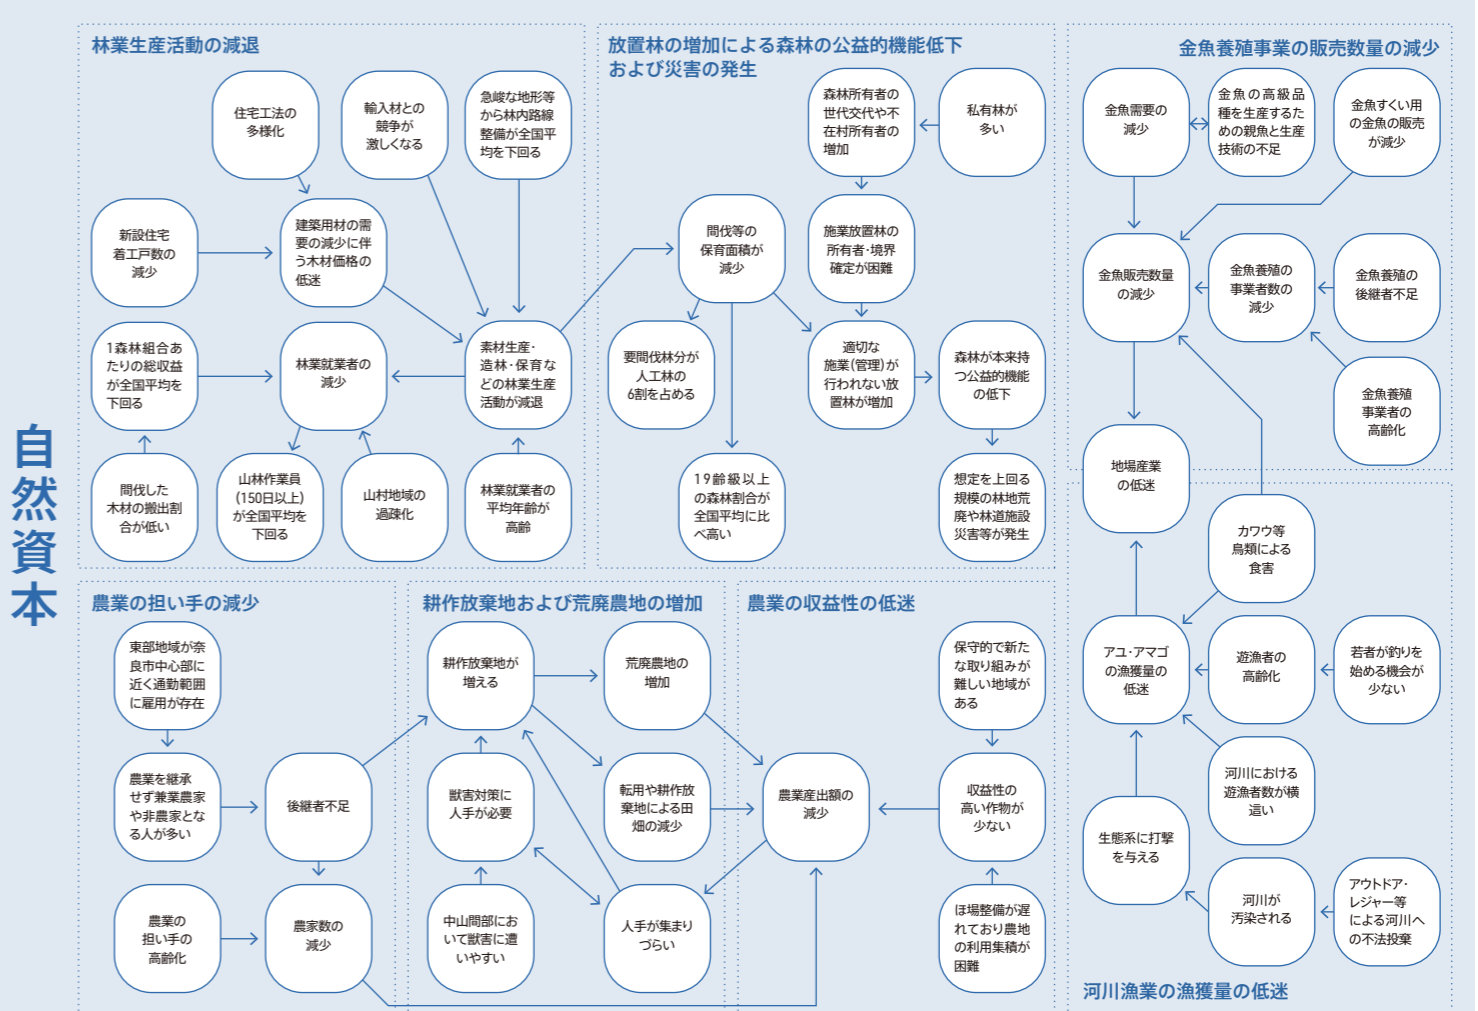 自然資本
林業生産活動の減退
住宅工法の
多様化
輸入材との
競争が
激しくなる
急峻な地形等
から林内路線
整備が全国平
均を下回る
新設住宅
着工戸数の
減少
建築用材の需
要の減少に伴
う木材価格の
低迷
1森林組合あ
たりの総収益
が全国平均を
下回る
林業就業者の
減少
素材生産・
造林・保育な
どの林業生産
活動が減退
間伐した
木材の搬出割
合が低い
山林作業員
(150日以上)
が全国平均を
下回る
山村地域の
過疎化
林業就業者の
平均年齢が
高齢
放置林の増加による森林の公益的機能低下
および災害の発生
森林所有者の
世代交代や不
在村所有者の
増加
私有林が
多い
間伐等の
保育面積が
減少
施業放置林の
所有者・境界
確定が困難
要間伐林分が
人工林の
6割を占める
適切な
施業(管理)が
行われない放
置林が増加
森林が本来持
つ公益的機能
の低下
19齢級以上
の森林割合が
全国平均に比
べ高い
想定を上回る
規模の林地荒
廃や林道施設
災害等が発生
金魚養殖事業の販売数量の減少
金魚需要の
減少
金魚の高級品
種を生産するた
めの親魚と生産
技術の不足
金魚すくい用
の金魚の販売
が減少
金魚販売数量
の減少
金魚養殖の
事業者数の
減少
金魚養殖の
後継者不足
金魚養殖
事業者の
高齢化
地場産業
の低迷
カワウ等
鳥類による
食害
アユ・アマゴ
の漁獲量の
低迷
遊漁者の
高齢化
若者が釣りを
始める機会が
少ない
河川における
遊漁者数が横
這い
生態系に打撃
を与える
河川が
汚染される
アウトドア・
レジャー等
による河川へ
の不法投棄
河川漁業の漁獲量の低迷
農業の担い手の減少
東部地域が奈
良市中心部に
近く通勤範囲
に雇用が存在
農業を継承
せず兼業農家
や非農家とな
る人が多い
後継者不足
農業の
担い手の
高齢化
農家数の
減少
耕作放棄地および荒廃農地の増加
耕作放棄地が
増える
荒廃農地の
増加
獣害対策に
人手が必要
転用や耕作放
棄地による田
畑の減少
中山間部にお
いて獣害に遭
いやすい
人手が集まり
づらい
農業の収益性の低迷
保守的で新た
な取り組みが
難しい地域が
ある
農業産出額の
減少
収益性の
高い作物が
少ない
ほ場整備が遅
れており農地
の利用集積が
困難